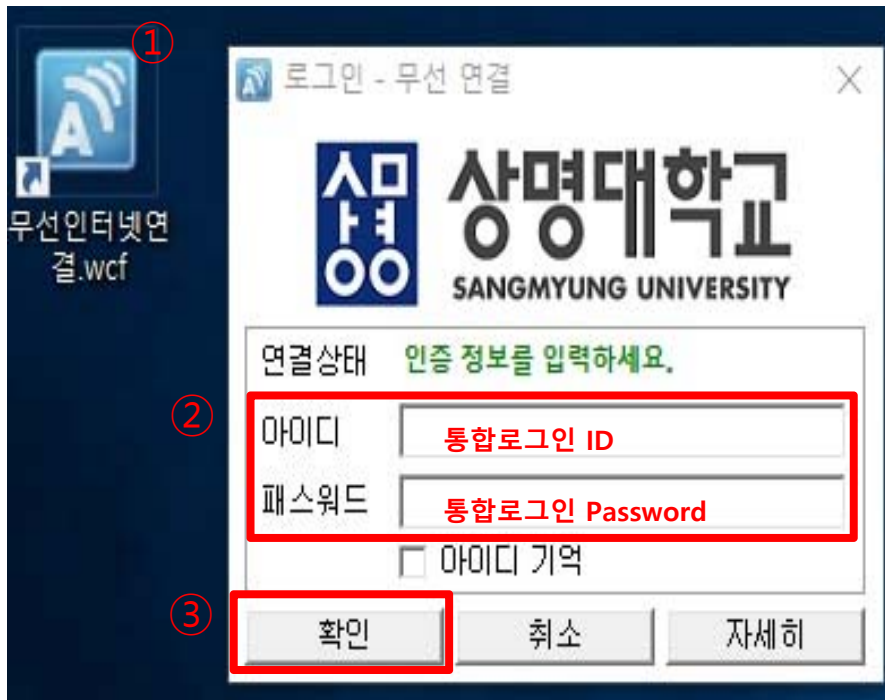 ①
무선인터넷연
결.wcf
로그인 - 무선 연결
상명
상명대학교
SANGMYUNG UNIVERSITY
연결상태 인증 정보를 입력하세요.
②
아이디 통합로그인 ID
패스워드 통합로그인 Password
아이디 기억
③
확인 취소 자세히